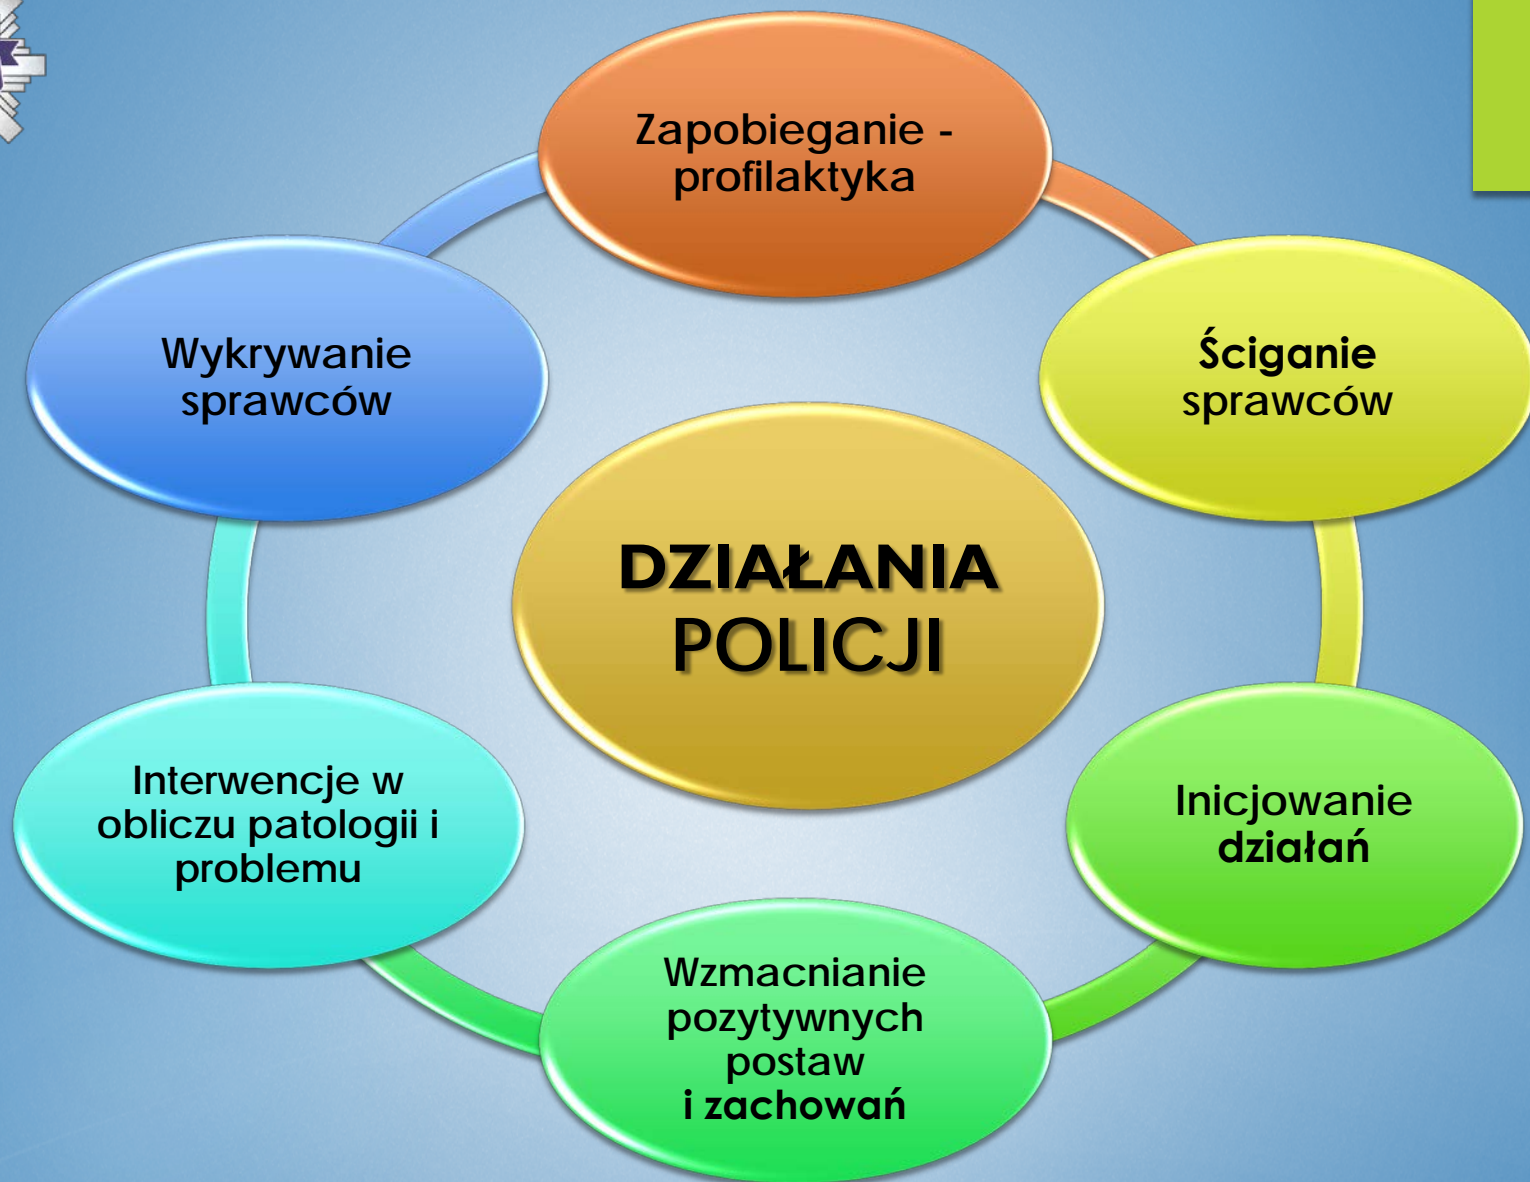 Zapobieganie -
profilaktyka
Ściganie
sprawców
Inicjowanie
działań
Wzmacnianie
pozytywnych
postaw
i zachowań
Interwencje w
obliczu patologii i
problemu
Wykrywanie
sprawców
DZIAŁANIA
POLICJI